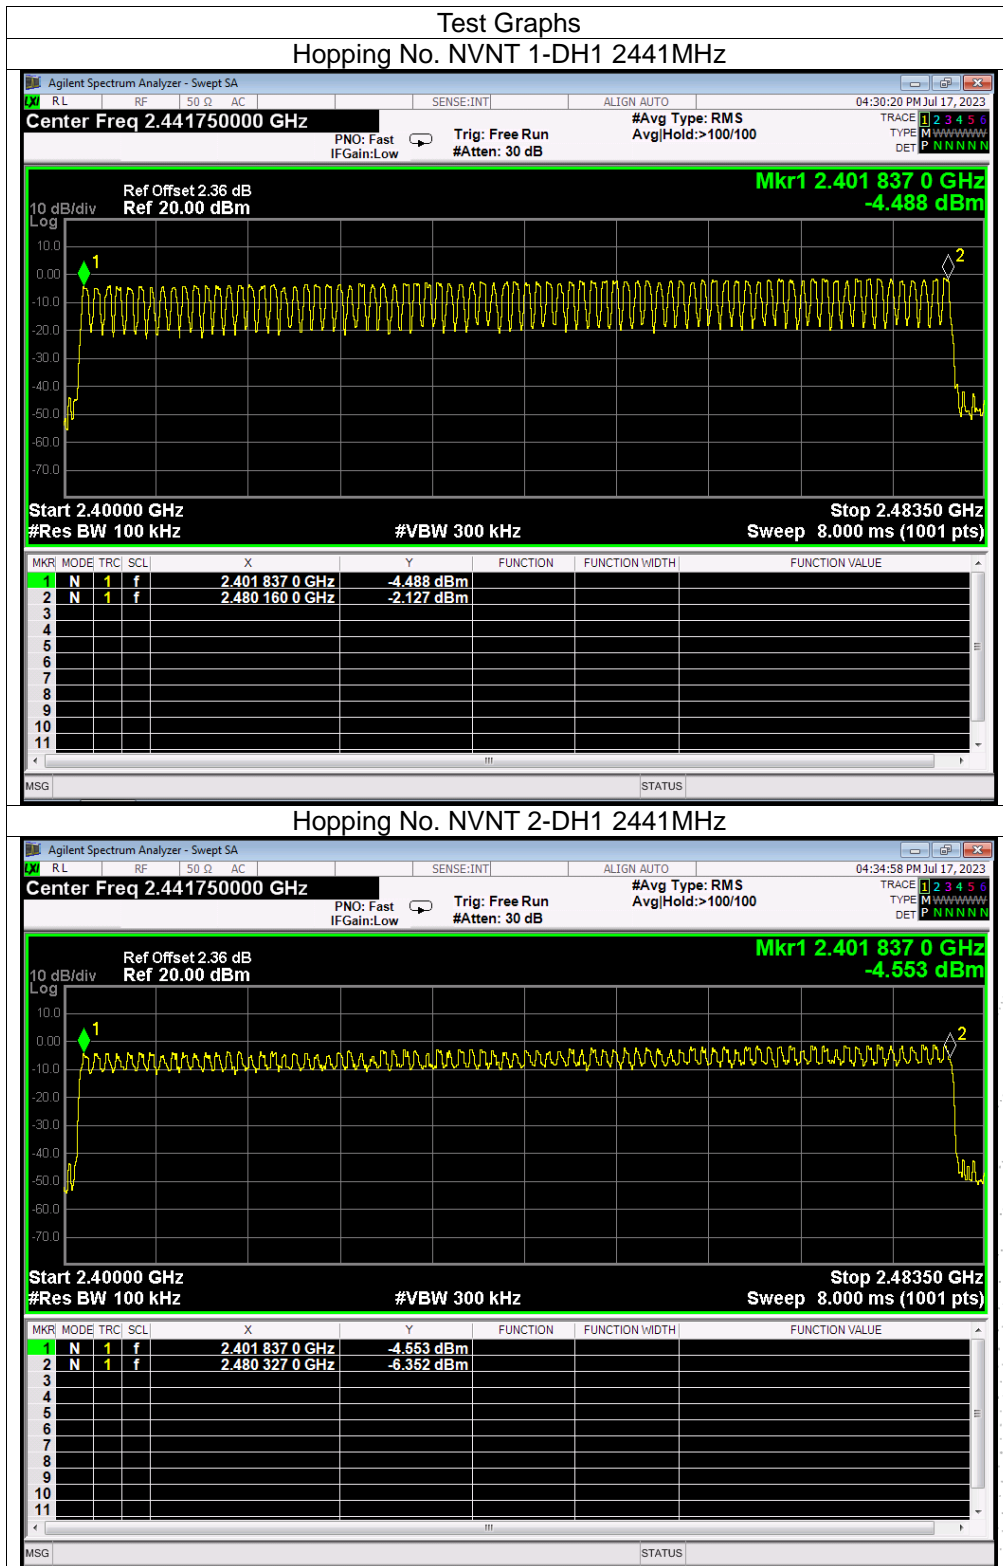 Test Graphs
Hopping No. NVNT 1-DH1 2441MHz
Agilent Spectrum Analyzer - Swept SA
LXI RL RF 50 Ω AC SENSE:INT ALIGN AUTO 04:30:20 PM Jul 17, 2023
Center Freq 2.441750000 GHz #Avg Type: RMS TRACE 1 2 3 4 5 6
PNO: Fast Trig: Free Run Avg|Hold:>100/100 TYPE M WWWWW
IFGain:Low #Atten: 30 dB DET P N N N N N
Mkr1 2.401 837 0 GHz
Ref Offset 2.36 dB
10 dB/div Ref 20.00 dBm -4.488 dBm
Log
10.0
1
2
0.00
-10.0
-20.0
-30.0
-40.0
-50.0
-60.0
-70.0
Start 2.40000 GHz Stop 2.48350 GHz
#Res BW 100 kHz #VBW 300 kHz Sweep 8.000 ms (1001 pts)
MKR MODE TRC SCL X Y FUNCTION FUNCTION WIDTH FUNCTION VALUE
1 N 1 f 2.401 837 0 GHz -4.488 dBm
2 N 1 f 2.480 160 0 GHz -2.127 dBm
3
4
5
6
7
8
9
10
11
MSG STATUS
Hopping No. NVNT 2-DH1 2441MHz
Agilent Spectrum Analyzer - Swept SA
LXI RL RF 50 Ω AC SENSE:INT ALIGN AUTO 04:34:58 PM Jul 17, 2023
Center Freq 2.441750000 GHz #Avg Type: RMS TRACE 1 2 3 4 5 6
PNO: Fast Trig: Free Run Avg|Hold:>100/100 TYPE M WWWWW
IFGain:Low #Atten: 30 dB DET P N N N N N
Mkr1 2.401 837 0 GHz
Ref Offset 2.36 dB
10 dB/div Ref 20.00 dBm -4.553 dBm
Log
10.0
1
2
0.00
-10.0
-20.0
-30.0
-40.0
-50.0
-60.0
-70.0
Start 2.40000 GHz Stop 2.48350 GHz
#Res BW 100 kHz #VBW 300 kHz Sweep 8.000 ms (1001 pts)
MKR MODE TRC SCL X Y FUNCTION FUNCTION WIDTH FUNCTION VALUE
1 N 1 f 2.401 837 0 GHz -4.553 dBm
2 N 1 f 2.480 327 0 GHz -6.352 dBm
3
4
5
6
7
8
9
10
11
MSG STATUS